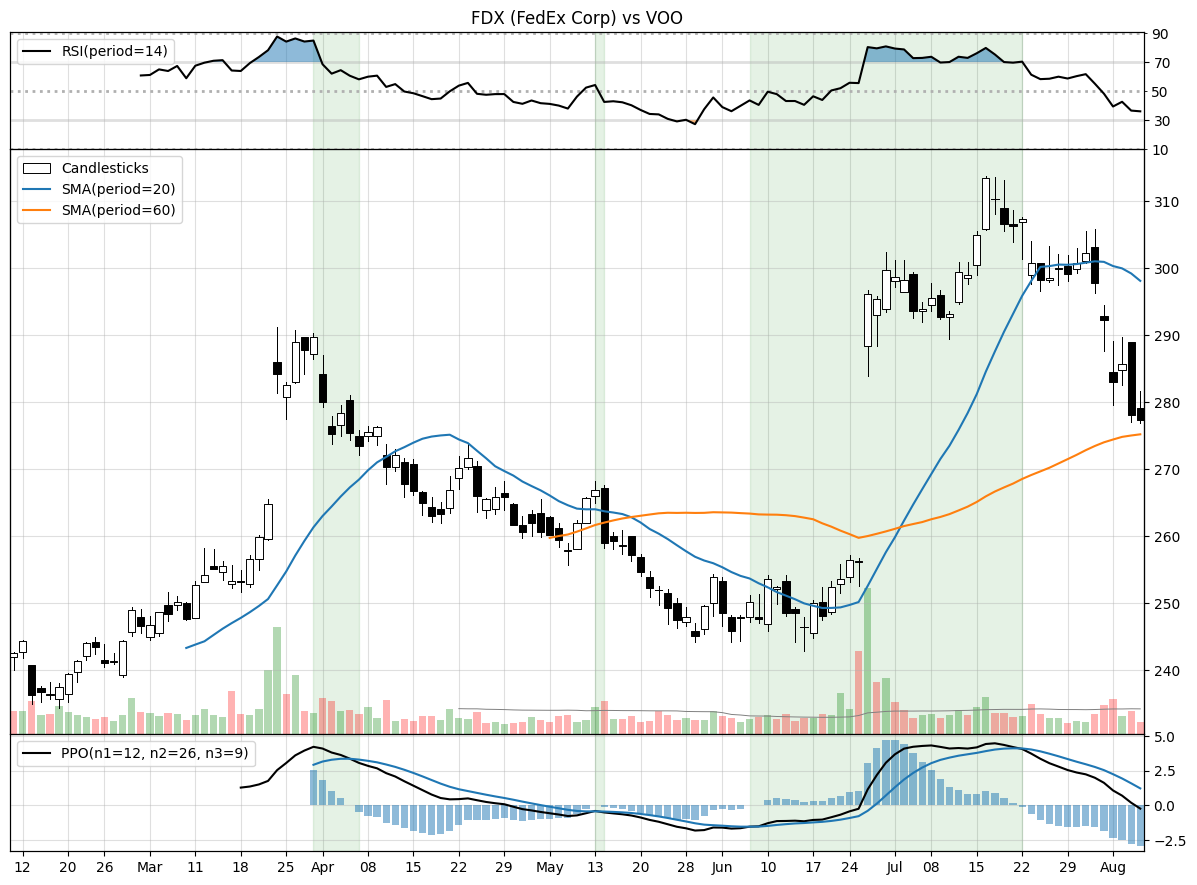 FDX (FedEx Corp) vs VOO
RSI(period=14)
90
70
50
30
10
Candlesticks
SMA(period=20)
SMA(period=60)
310
300
290
280
270
260
250
240
PPO(n1=12, n2=26, n3=9)
5.0
2.5
0.0
−2.5
12 20 26 Mar 11 18 25 Apr 08 15 22 29 May 13 20 28 Jun 10 17 24 Jul 08 15 22 29 Aug